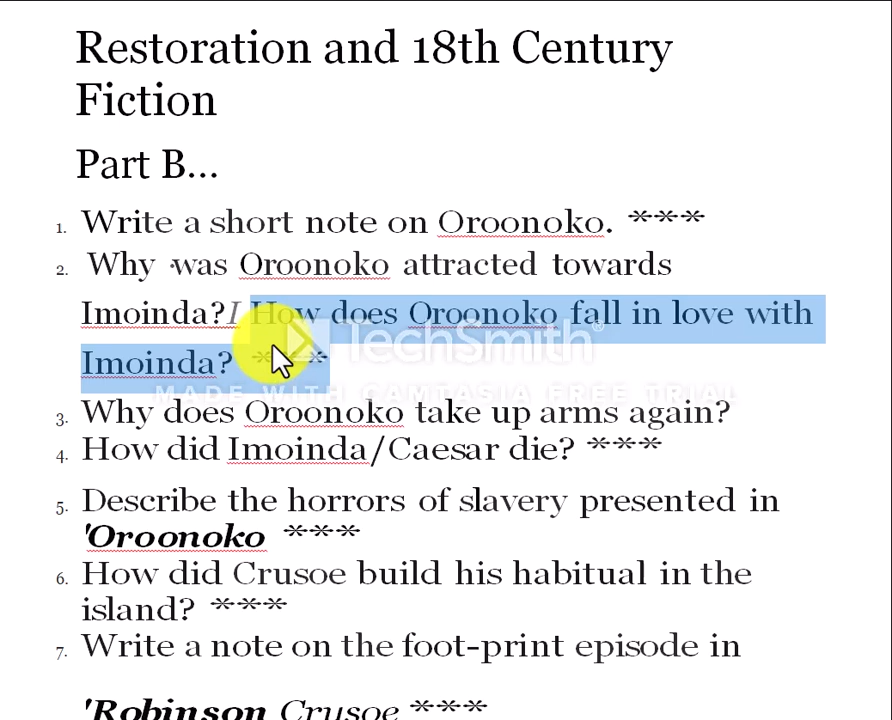 Restoration and 18th Century
Fiction
Part B...
1. Write a short note on Oroonoko. ***
2. Why was Oroonoko attracted towards
Imoinda?I How does Oroonoko fall in love with
Imoinda? ***
TechSmith®
MADE WITH CAMTASIA FREE TRIAL
3. Why does Oroonoko take up arms again?
4. How did Imoinda/Caesar die? ***
5. Describe the horrors of slavery presented in
'Oroonoko ***
6. How did Crusoe build his habitual in the
island? ***
7. Write a note on the foot-print episode in
'Robinson Crusoe ***